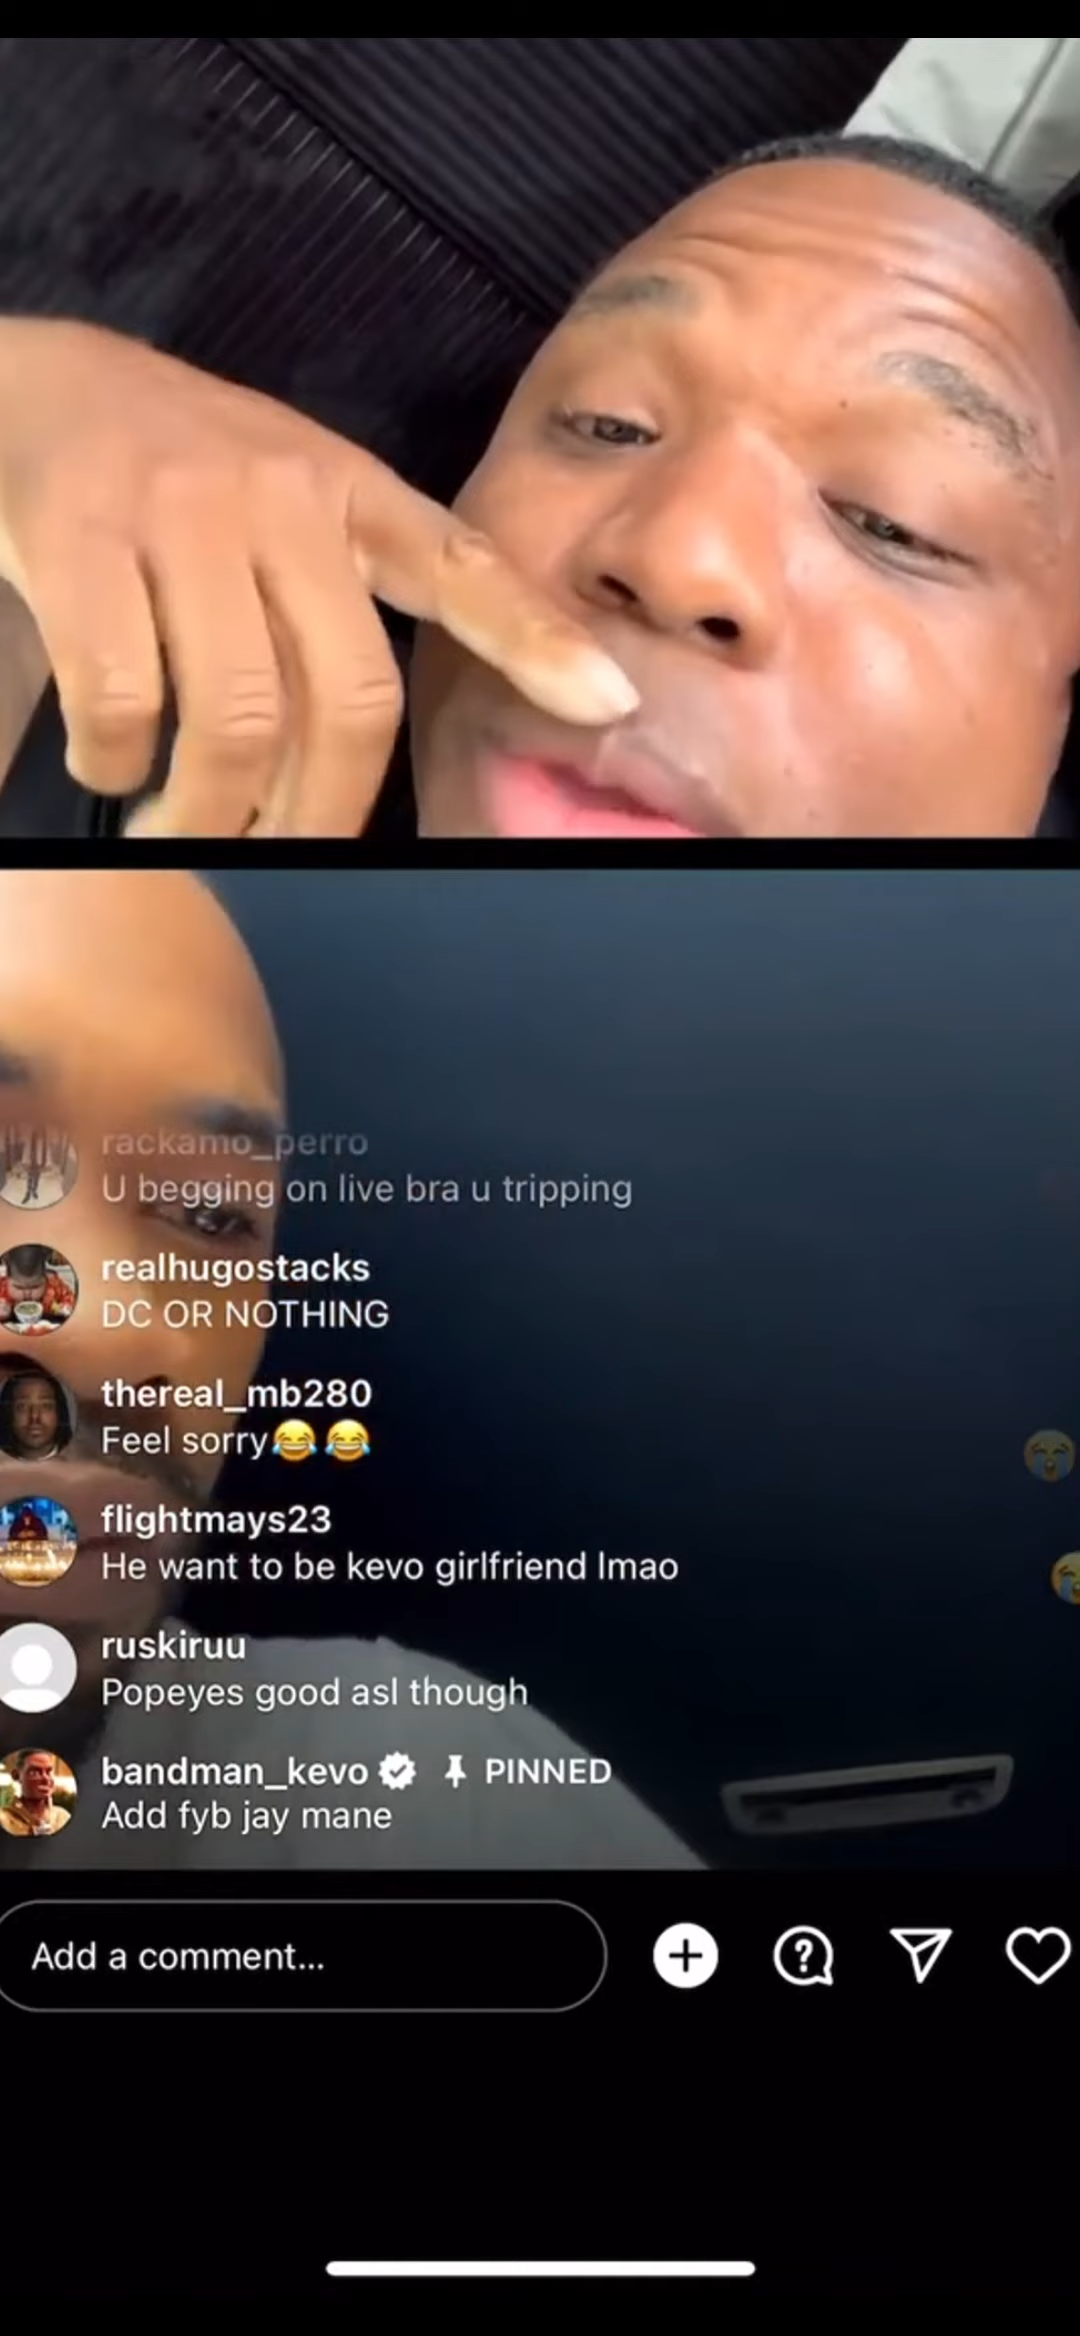 rackamo_perro
U begging on live bra u tripping
realhugostacks
DC OR NOTHING
thereal_mb280
Feel sorry😂😂
flightmays23
He want to be kevo girlfriend lmao
ruskiruu
Popeyes good asl though
bandman_kevo PINNED
Add fyb jay mane
Add a comment...